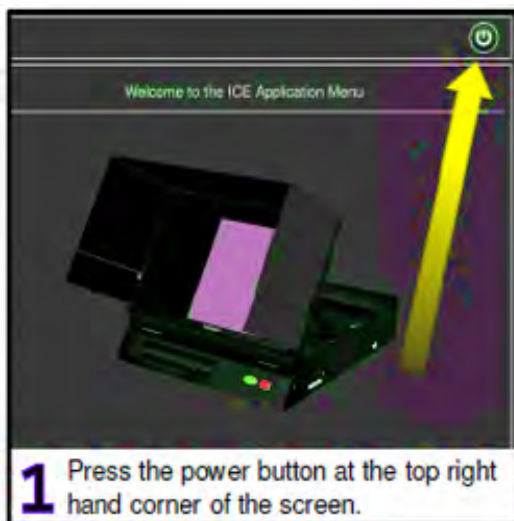 Welcome to the ICE Application Menu
1 Press the power button at the top right
hand corner of the screen.